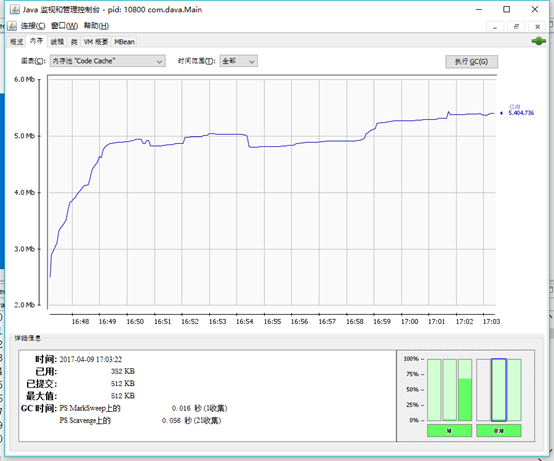 Java 监视和管理控制台 - pid: 10800 com.dava.Main
连接(C) 窗口(W) 帮助(H)
概览 内存 线程 类 VM 概要 MBean
图表(C): 内存池 "Code Cache" 时间范围(T): 全部 执行 GC(G)
6.0 Mb
已用
5,404,736
5.0 Mb
4.0 Mb
3.0 Mb
2.0 Mb
16:48 16:49 16:50 16:51 16:52 16:53 16:54 16:55 16:56 16:57 16:58 16:59 17:00 17:01 17:02 17:03
详细信息
时间: 2017-04-09 17:03:22
已用: 352 KB
已提交: 512 KB
最大值: 512 KB
GC 时间: PS MarkSweep上的 0.016 秒 (1收集)
PS Scavenge上的 0.056 秒 (21收集)
100% --
75% --
50% --
25% --
0% --
堆 非堆